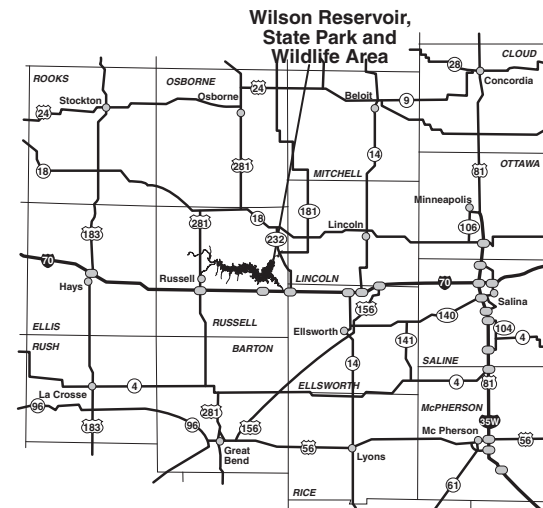 Wilson Reservoir,
State Park and
Wildlife Area
CLOUD
28
Concordia
ROOKS
OSBORNE
24
Stockton
Osborne
Beloit
9
24
281
14
81
OTTAWA
18
MITCHELL
Minneapolis
181
106
281
18
Lincoln
183
232
70
Hays
Russell
LINCOLN
70
Salina
156
140
104
4
ELLIS
RUSSELL
Ellsworth
141
RUSH
BARTON
14
SALINE
4
ELLSWORTH
4
81
La Crosse
96
McPHERSON
281
35W
96
156
Mc Pherson
183
Great
Bend
56
56
Lyons
61
RICE